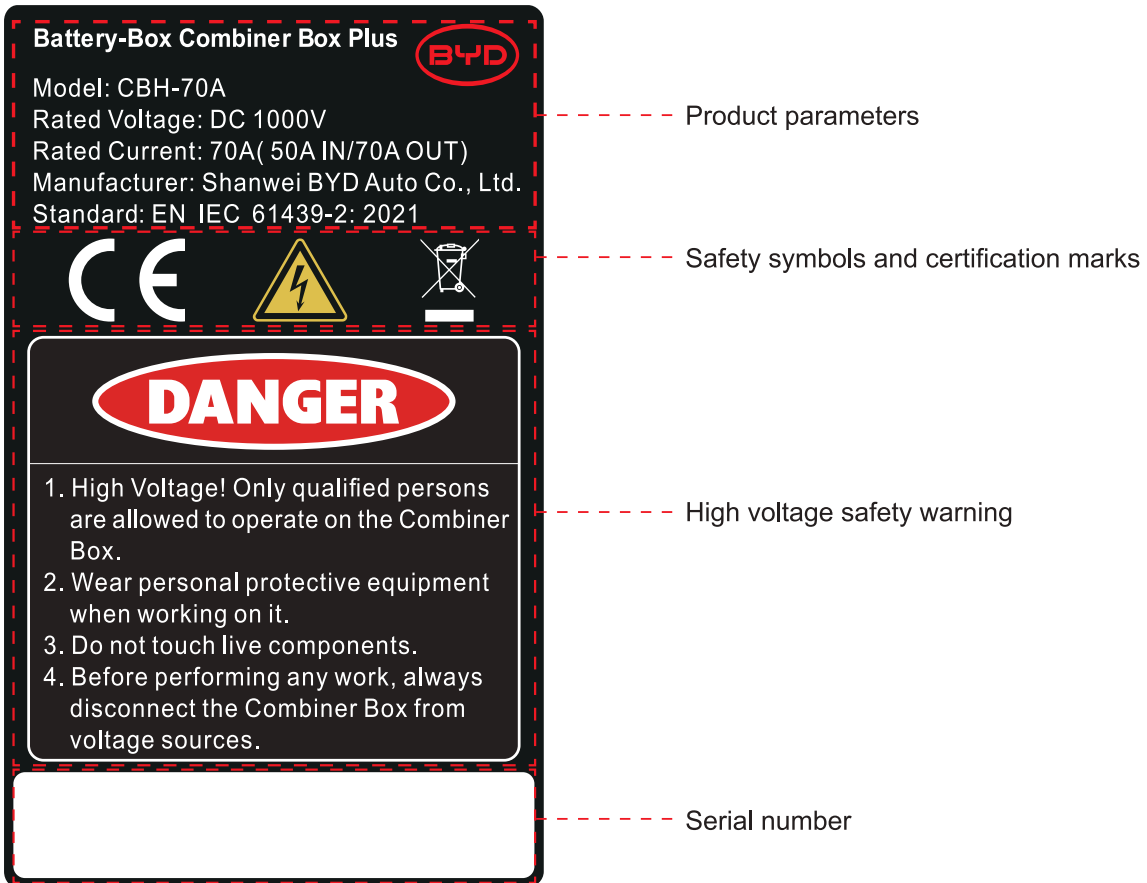 Battery-Box Combiner Box Plus
BYD
Model: CBH-70A
Rated Voltage: DC 1000V
Rated Current: 70A( 50A IN/70A OUT)
Manufacturer: Shanwei BYD Auto Co., Ltd.
Standard: EN IEC 61439-2: 2021
Product parameters
CE
Safety symbols and certification marks
DANGER
1. High Voltage! Only qualified persons
are allowed to operate on the Combiner
Box.
2. Wear personal protective equipment
when working on it.
3. Do not touch live components.
4. Before performing any work, always
disconnect the Combiner Box from
voltage sources.
High voltage safety warning
Serial number